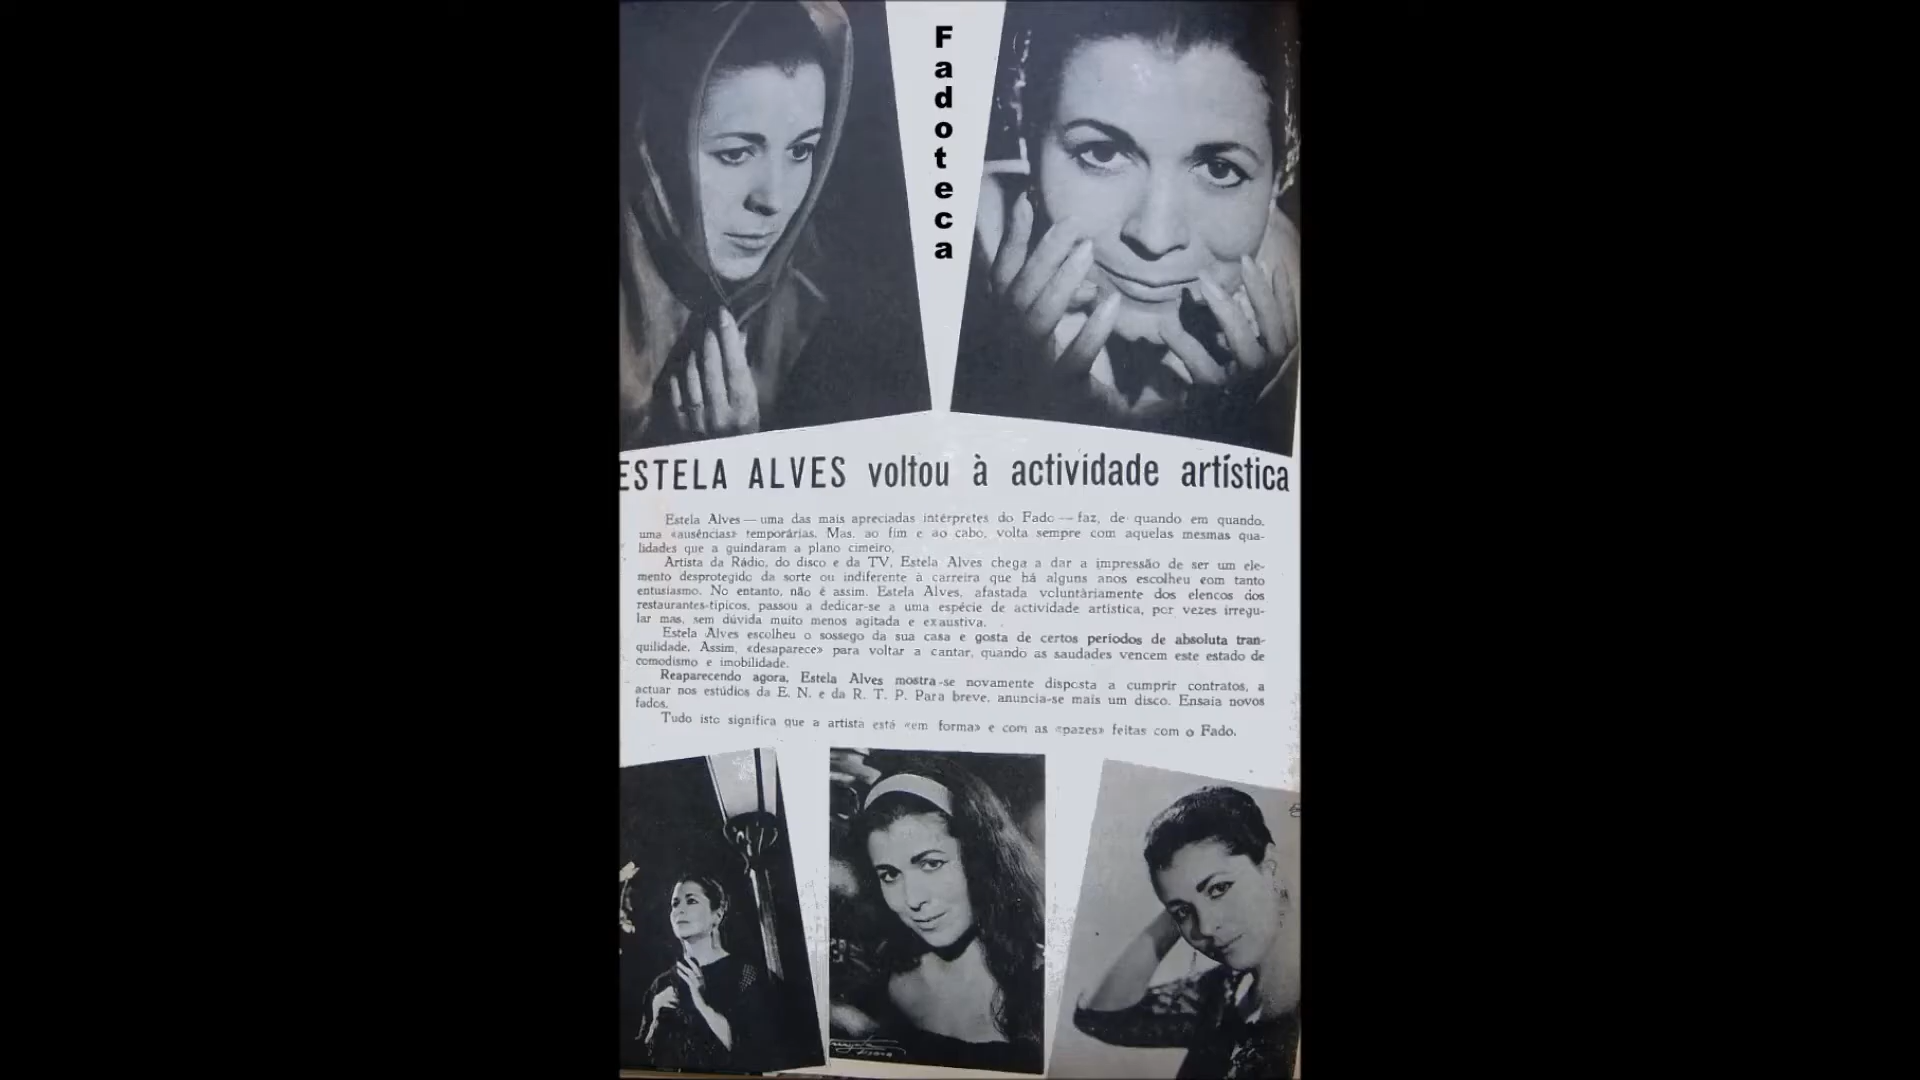 Fadoteca
ESTELA ALVES voltou à actividade artística
Estela Alves — uma das mais apreciadas intérpretes do Fado — faz, de quando em quando,
uma «ausências» temporárias. Mas, ao fim e ao cabo, volta sempre com aquelas mesmas qua-
lidades que a guindaram a plano cimeiro.
Artista da Rádio, do disco e da TV, Estela Alves chega a dar a impressão de ser um ele-
mento desprotegido da sorte ou indiferente à carreira que há alguns anos escolheu com tanto
entusiasmo. No entanto, não é assim. Estela Alves, afastada voluntàriamente dos elencos dos
restaurantes-típicos, passou a dedicar-se a uma espécie de actividade artística, por vezes irregu-
lar mas, sem dúvida muito menos agitada e exaustiva.
Estela Alves escolheu o sossego da sua casa e gosta de certos períodos de absoluta tran-
quilidade. Assim, «desaparece» para voltar a cantar, quando as saudades vencem este estado de
comodismo e imobilidade.
Reaparecendo agora, Estela Alves mostra-se novamente disposta a cumprir contratos, a
actuar nos estúdios da E. N. e da R. T. P. Para breve, anuncia-se mais um disco. Ensaia novos
fados.
Tudo isto significa que a artista está «em forma» e com as «pazes» feitas com o Fado.